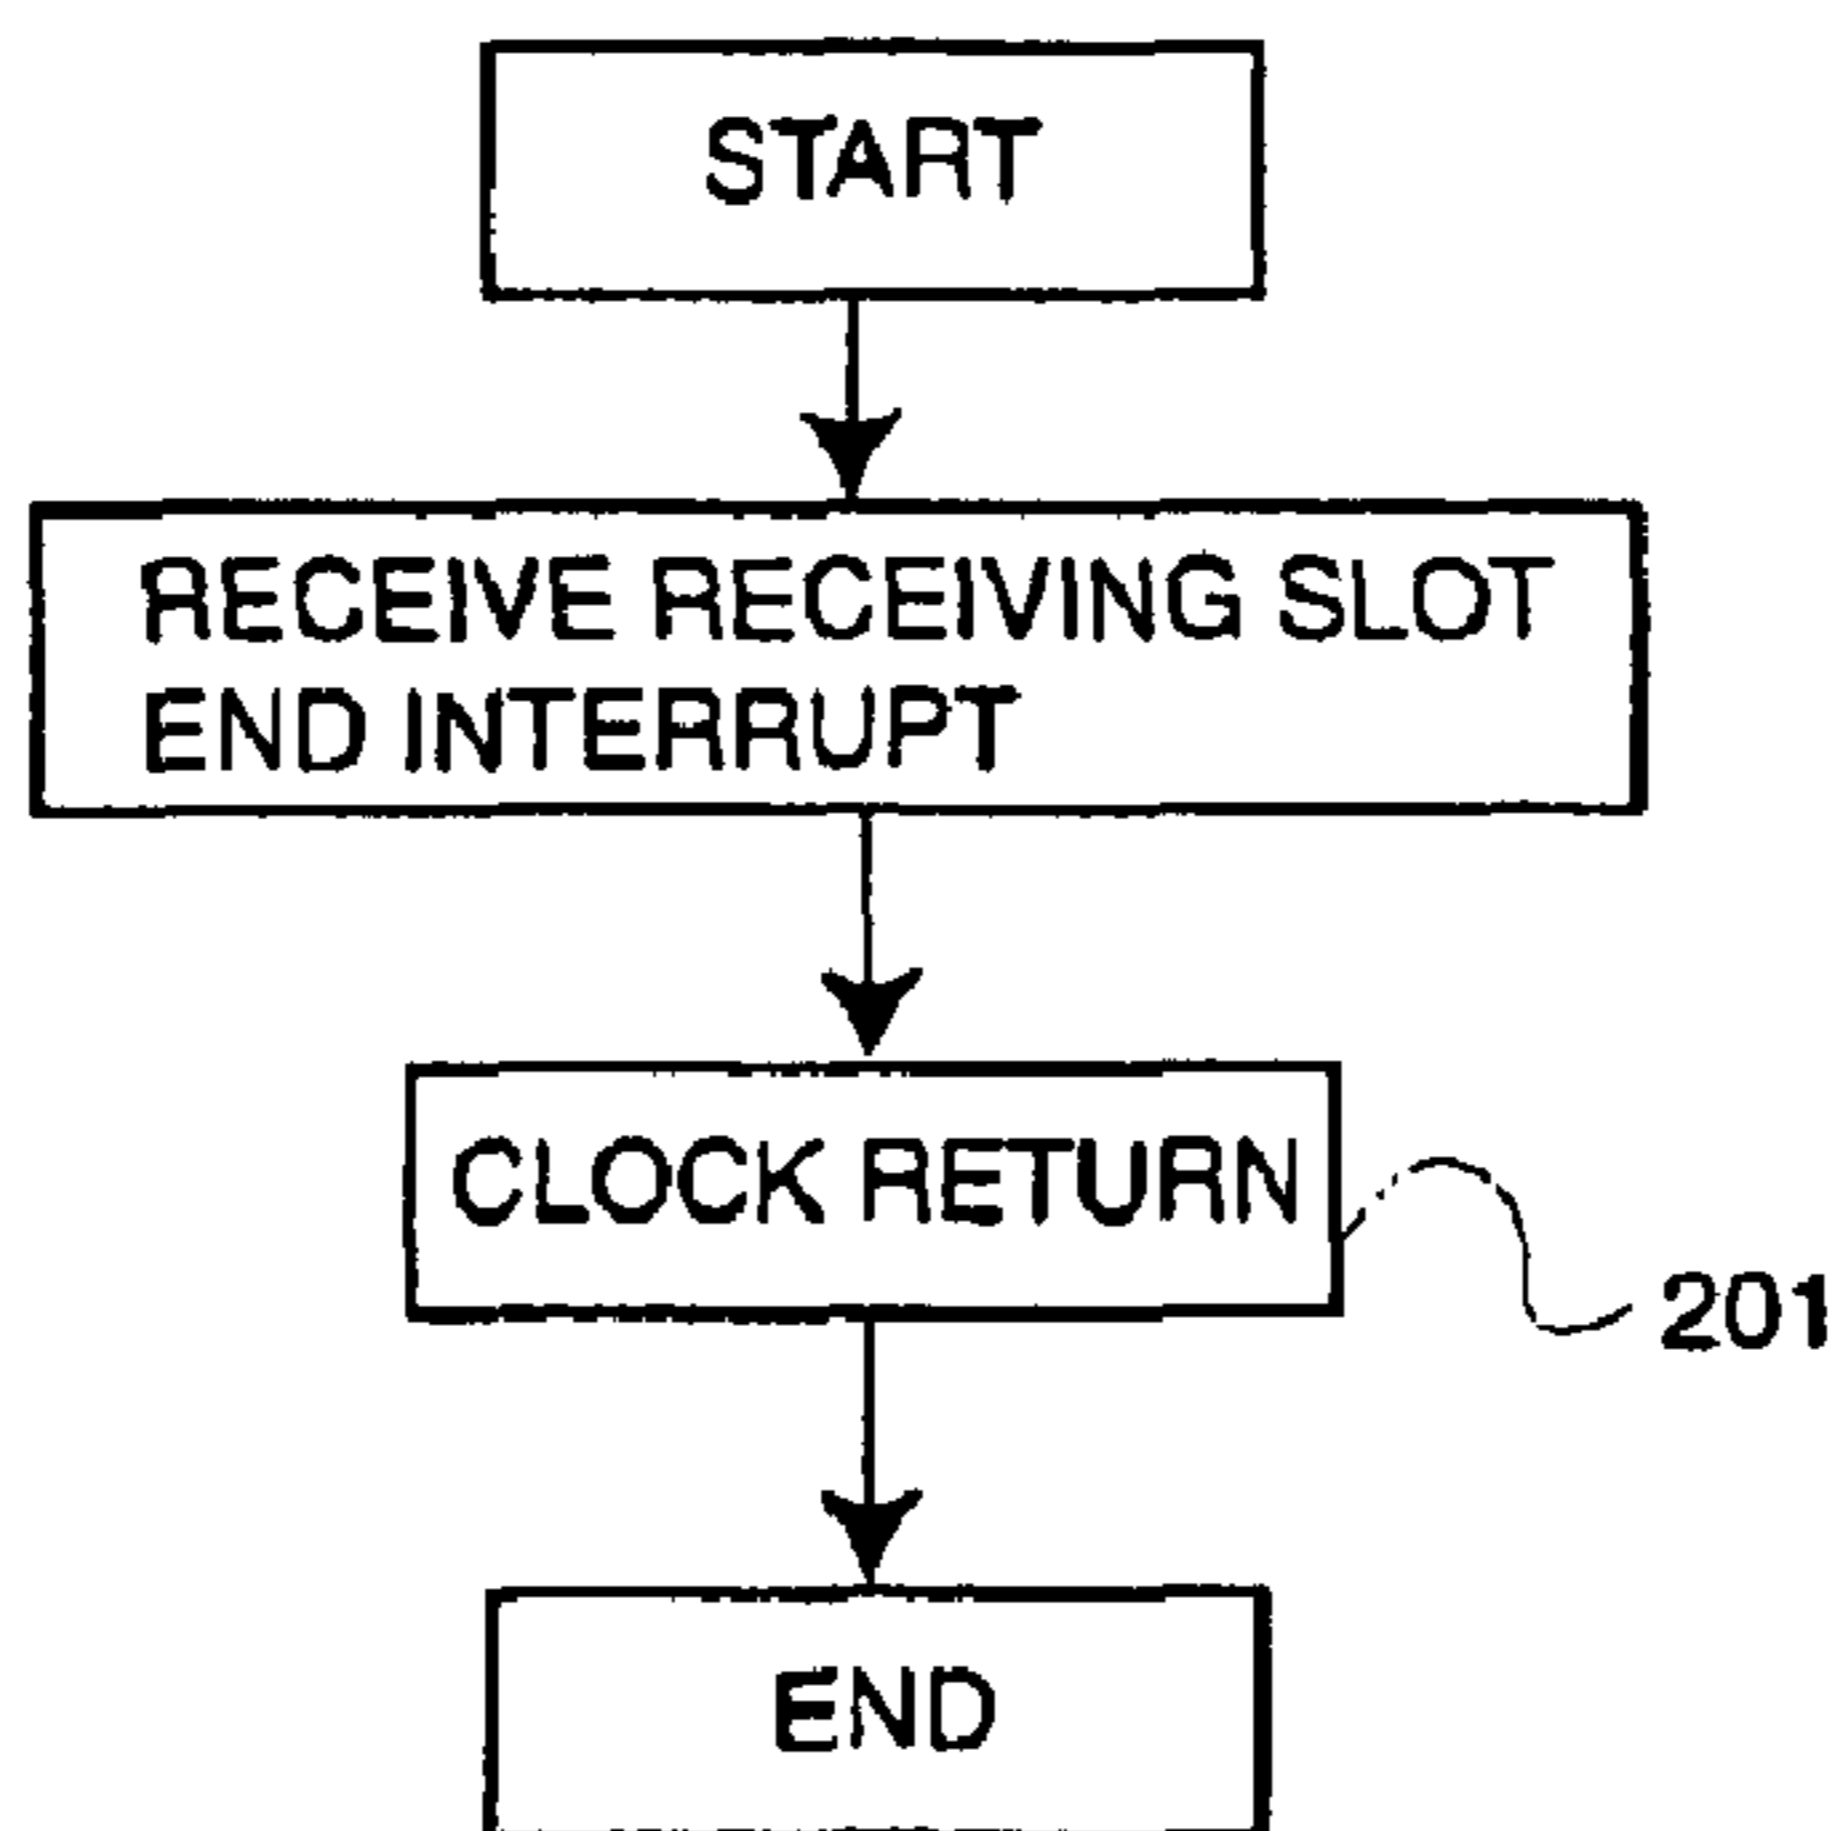 START
RECEIVE RECEIVING SLOT
END INTERRUPT
CLOCK RETURN
201
END